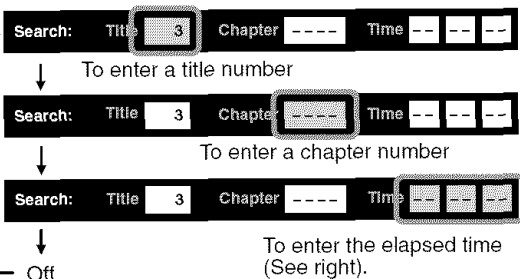 Search: Title 3 Chapter ---- Time -- -- --
To enter a title number
Search: Title 3 Chapter ---- Time -- -- --
To enter a chapter number
Search: Title 3 Chapter ---- Time -- -- --
To enter the elapsed time
Off (See right).